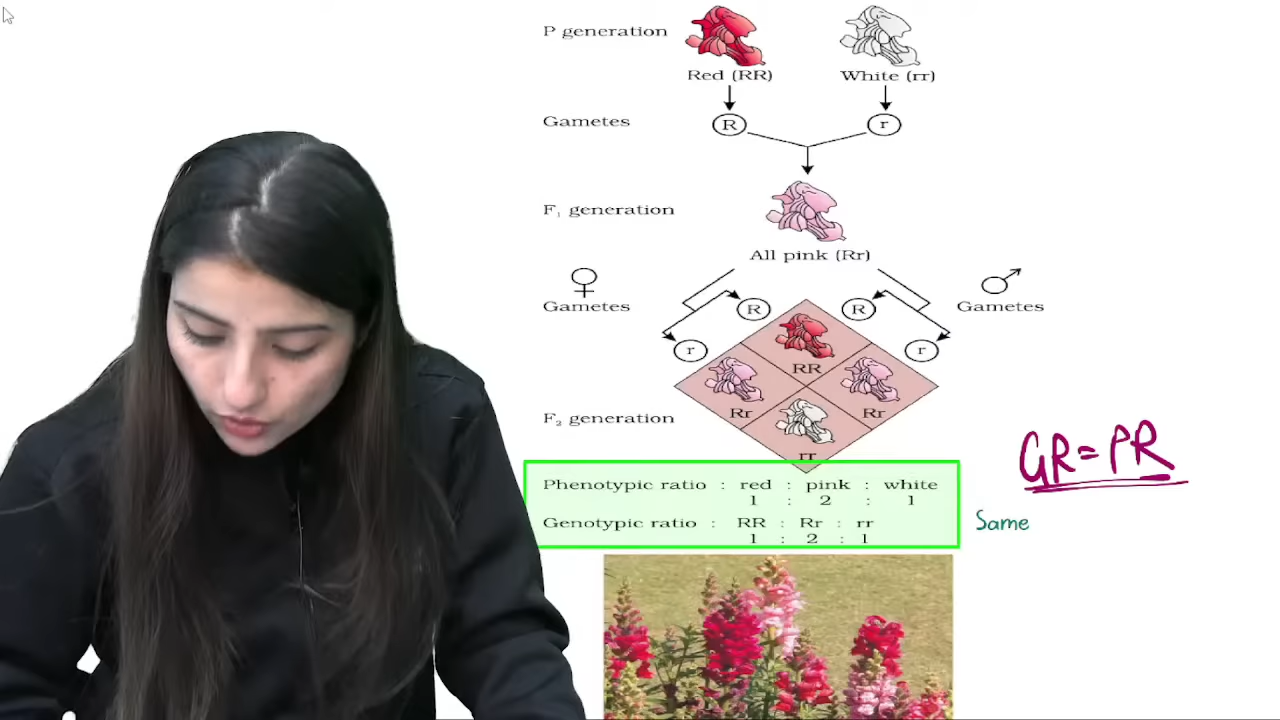 P generation
Red (RR) White (rr)
Gametes R r
F₁ generation
All pink (Rr)
♀ ♂
Gametes R R Gametes
r r
RR
Rr Rr
F₂ generation
rr
GR=PR
Phenotypic ratio : red : pink : white
1 : 2 : 1
Genotypic ratio : RR : Rr : rr
Same
1 : 2 : 1